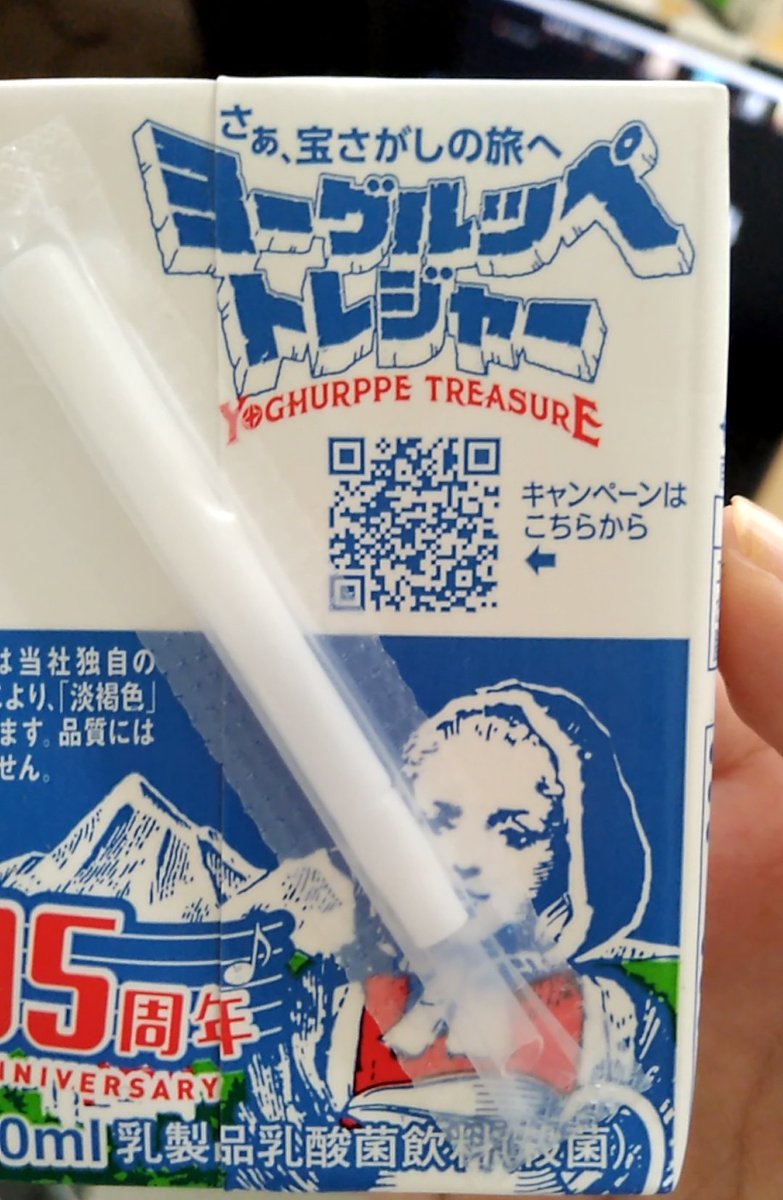 さぁ、宝さがしの旅へ
ヨーグルッペ
トレジャー
YOGHURPPE TREASURE
キャンペーンは
こちらから
は当社独自の
より、「淡褐色」
ます。品質には
せん。
5周年
NNIVERSARY
0ml 乳製品乳酸菌飲料(殺菌)